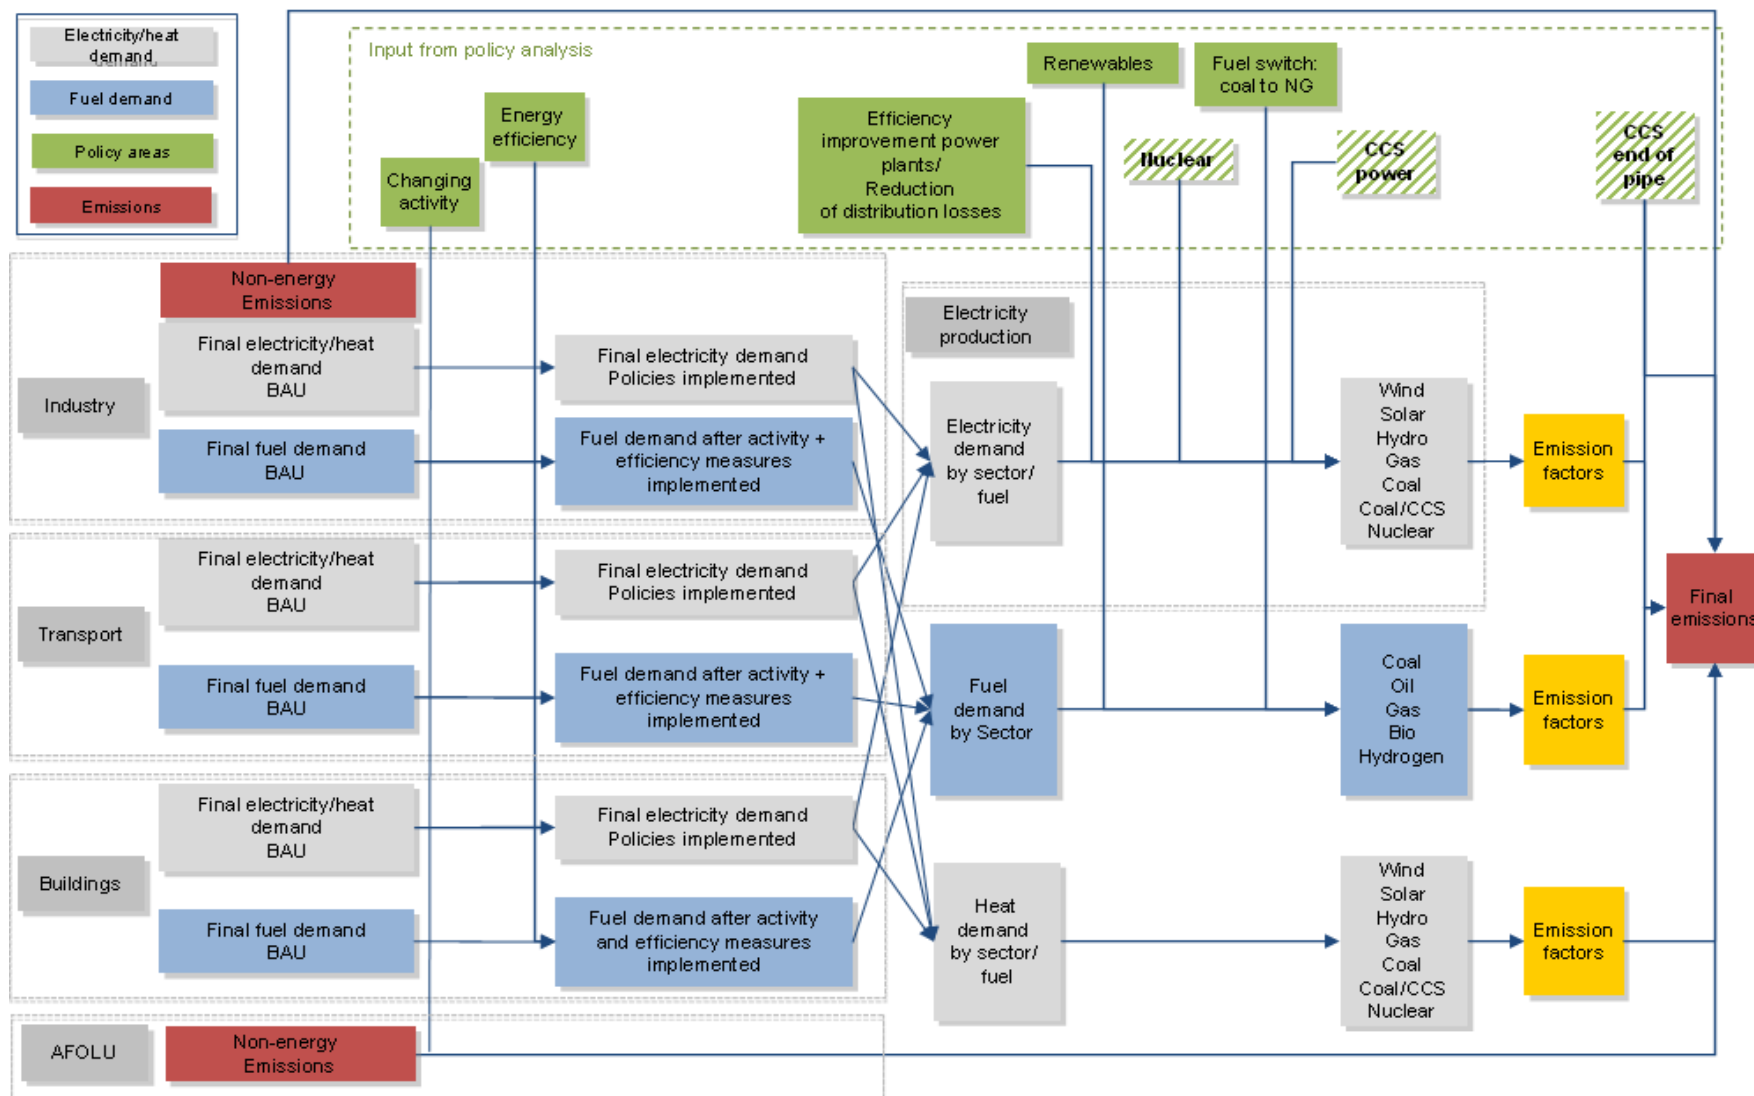 Electricity/heat
demand
Fuel demand
Policy areas
Emissions
Input from policy analysis
Changing
activity
Energy
efficiency
Efficiency
improvement power
plants/
Reduction
of distribution losses
Renewables
Nuclear
Fuel switch:
coal to NG
CCS
power
CCS
end of
pipe
Industry
Non-energy
Emissions
Final electricity/heat
demand
BAU
Final fuel demand
BAU
Final electricity demand
Policies implemented
Fuel demand after activity +
efficiency measures
implemented
Transport
Final electricity/heat
demand
BAU
Final fuel demand
BAU
Final electricity demand
Policies implemented
Fuel demand after activity +
efficiency measures
implemented
Buildings
Final electricity/heat
demand
BAU
Final fuel demand
BAU
Final electricity demand
Policies implemented
Fuel demand after activity
and efficiency measures
implemented
AFOLU
Non-energy
Emissions
Electricity
production
Electricity
demand
by sector/
fuel
Wind
Solar
Hydro
Gas
Coal
Coal/CCS
Nuclear
Emission
factors
Fuel
demand
by Sector
Coal
Oil
Gas
Bio
Hydrogen
Emission
factors
Heat
demand
by sector/
fuel
Wind
Solar
Hydro
Gas
Coal
Coal/CCS
Nuclear
Emission
factors
Final
emissions